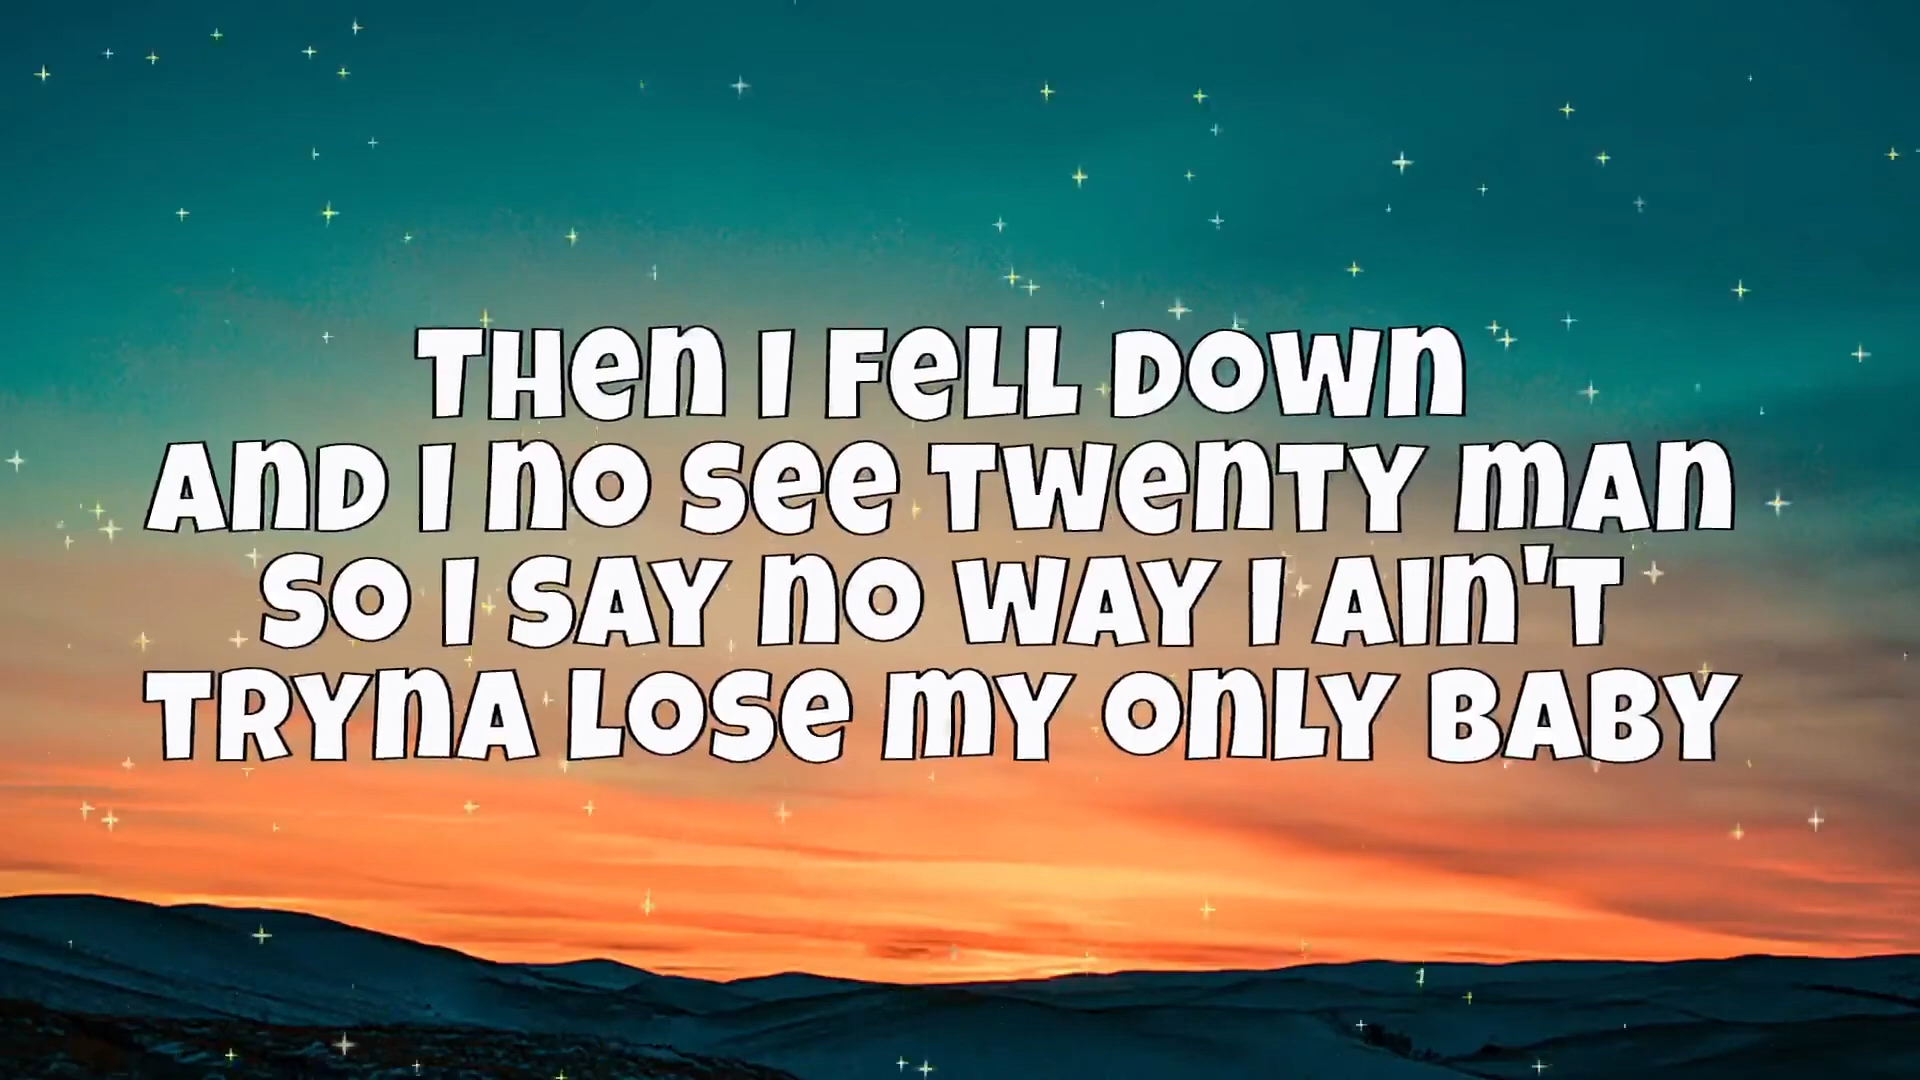 THEN I FELL DOWN
AND I NO SEE TWENTY MAN
SO I SAY NO WAY I AIN'T
TRYNA LOSE MY ONLY BABY